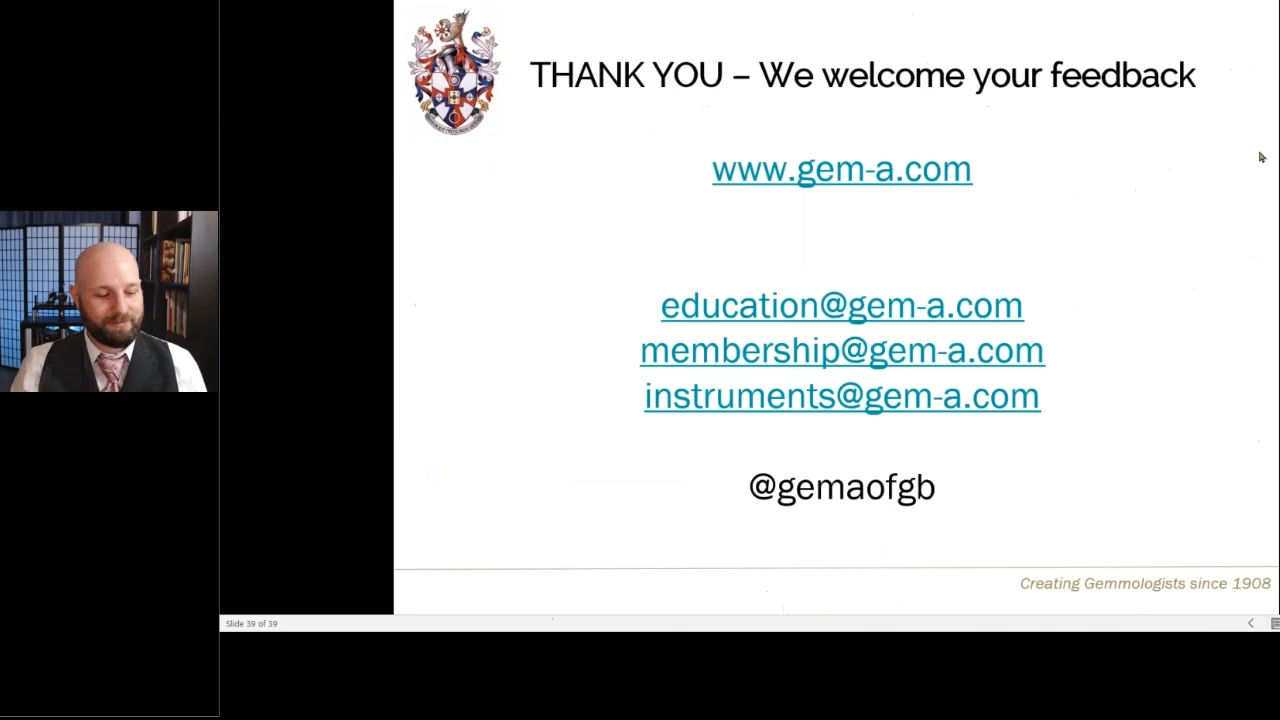 THANK YOU – We welcome your feedback
www.gem-a.com
education@gem-a.com
membership@gem-a.com
instruments@gem-a.com
@gemaofgb
Creating Gemmologists since 1908
Slide 39 of 39